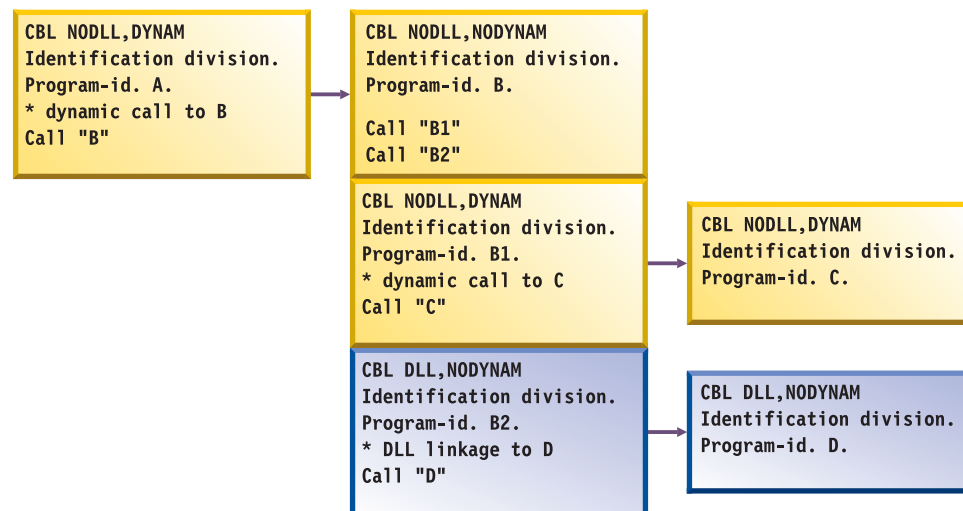 CBL NODLL,DYNAM
Identification division.
Program-id. A.
* dynamic call to B
Call "B"
CBL NODLL,NODYNAM
Identification division.
Program-id. B.
Call "B1"
Call "B2"
CBL NODLL,DYNAM
Identification division.
Program-id. B1.
* dynamic call to C
Call "C"
CBL NODLL,DYNAM
Identification division.
Program-id. C.
CBL DLL,NODYNAM
Identification division.
Program-id. B2.
* DLL linkage to D
Call "D"
CBL DLL,NODYNAM
Identification division.
Program-id. D.